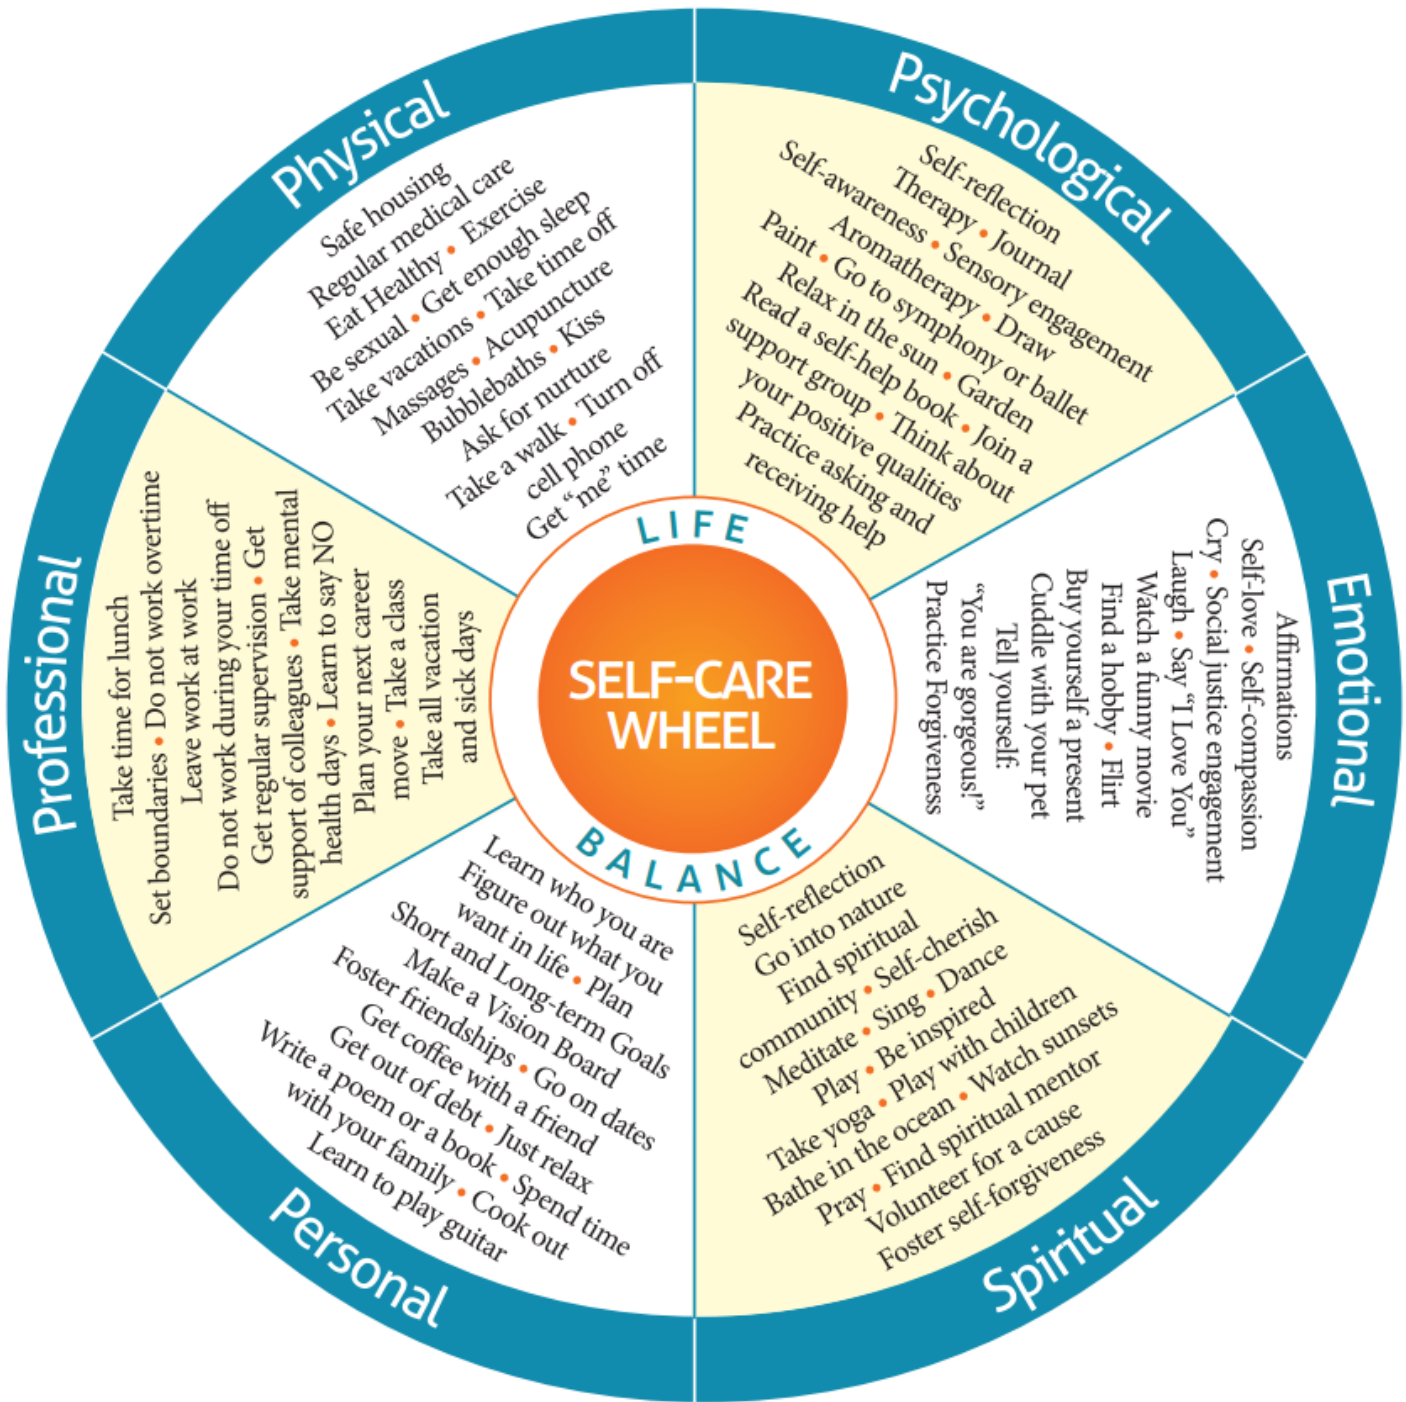 Physical
Safe housing
Regular medical care
Eat Healthy • Exercise
Be sexual • Get enough sleep
Take vacations • Take time off
Massages • Acupuncture
Bubblebaths • Kiss
Ask for nurture
Take a walk • Turn off
cell phone
Get “me” time
Psychological
Self-reflection
Therapy • Journal
Self-awareness • Sensory engagement
Aromatherapy • Draw
Paint • Go to symphony or ballet
Relax in the sun • Garden
Read a self-help book • Join a
support group • Think about
your positive qualities
Practice asking and
receiving help
Emotional
Affirmations
Self-love • Self-compassion
Cry • Social justice engagement
Laugh • Say “I Love You”
Watch a funny movie
Find a hobby • Flirt
Buy yourself a present
Cuddle with your pet
Tell yourself:
“You are gorgeous!”
Practice Forgiveness
Spiritual
Self-reflection
Go into nature
Find spiritual
community • Self-cherish
Meditate • Sing • Dance
Play • Be inspired
Take yoga • Play with children
Bathe in the ocean • Watch sunsets
Pray • Find spiritual mentor
Volunteer for a cause
Foster self-forgiveness
Personal
Learn who you are
Figure out what you
want in life • Plan
Short and Long-term Goals
Make a Vision Board
Foster friendships • Go on dates
Get coffee with a friend
Get out of debt • Just relax
Write a poem or a book • Spend time
with your family • Cook out
Learn to play guitar
Professional
Take time for lunch
Set boundaries • Do not work overtime
Leave work at work
Do not work during your time off
Get regular supervision • Get
support of colleagues • Take mental
health days • Learn to say NO
Plan your next career
move • Take a class
Take all vacation
and sick days
LIFE
SELF-CARE
WHEEL
BALANCE